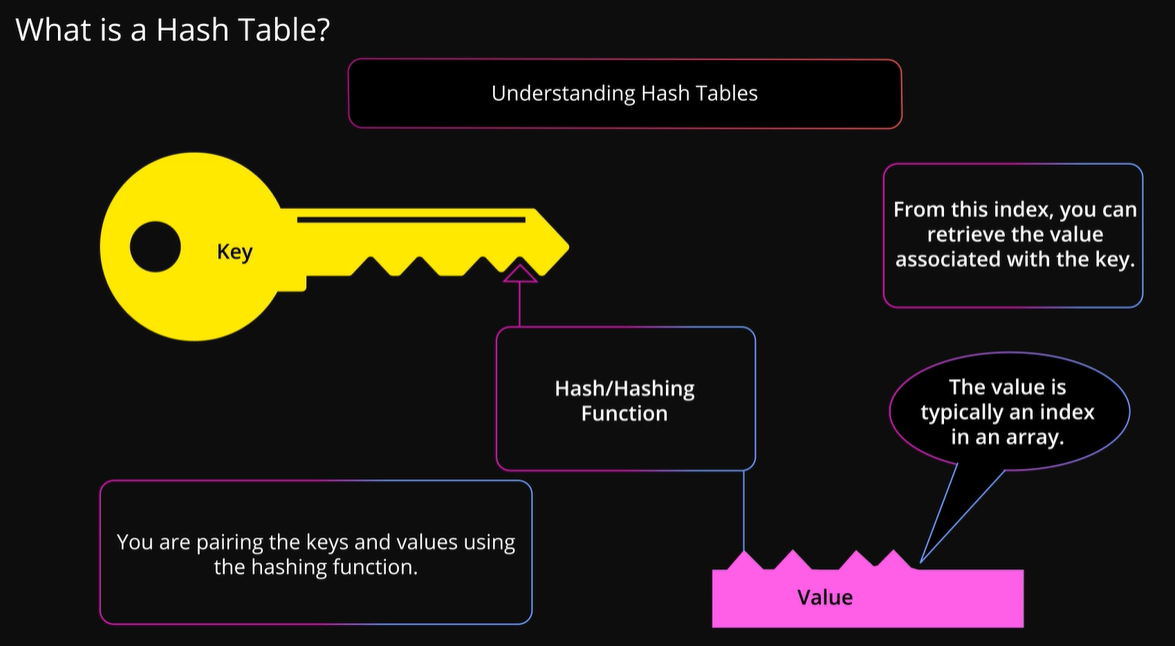 What is a Hash Table?
Understanding Hash Tables
Key
From this index, you can
retrieve the value
associated with the key.
Hash/Hashing
Function
The value is
typically an index
in an array.
You are pairing the keys and values using
the hashing function.
Value